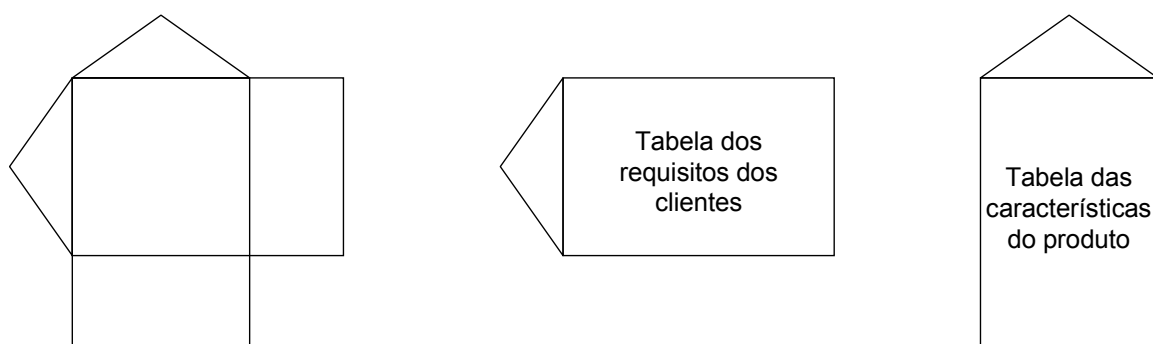 Tabela dos
requisitos dos
clientes
Tabela das
características
do produto